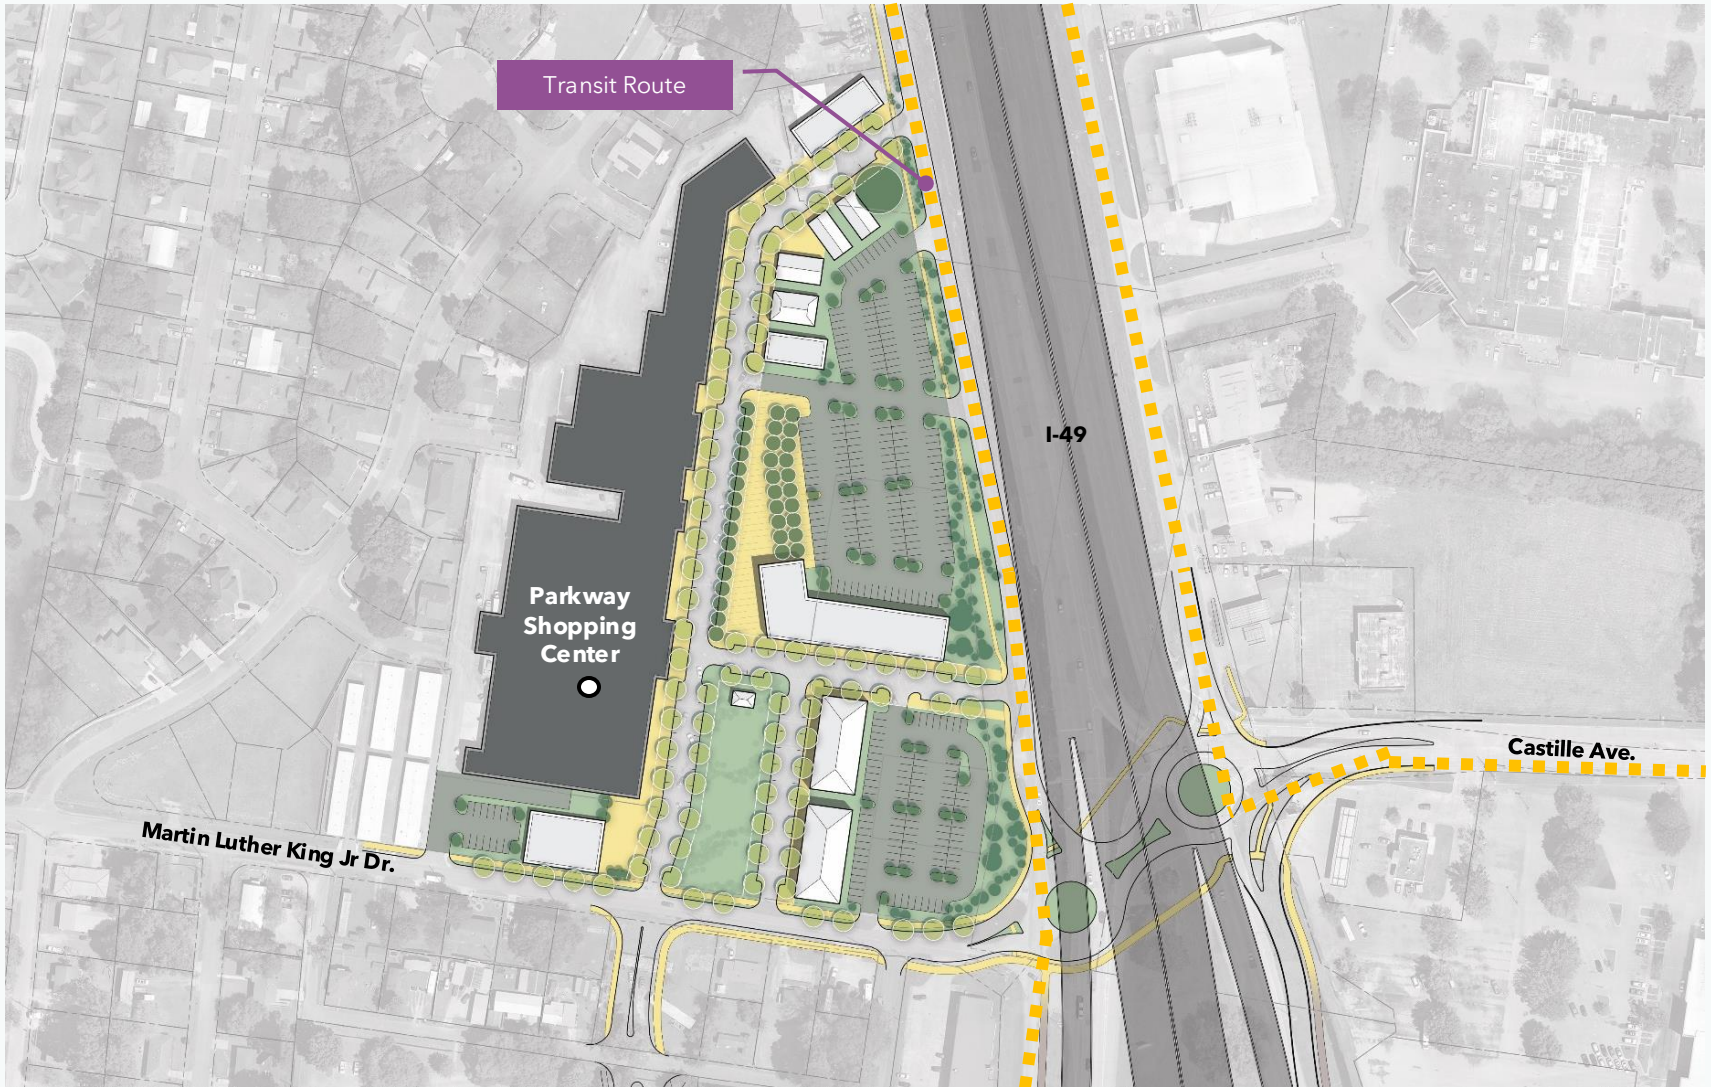 Transit Route
I-49
Parkway
Shopping
Center
Castille Ave.
Martin Luther King Jr Dr.